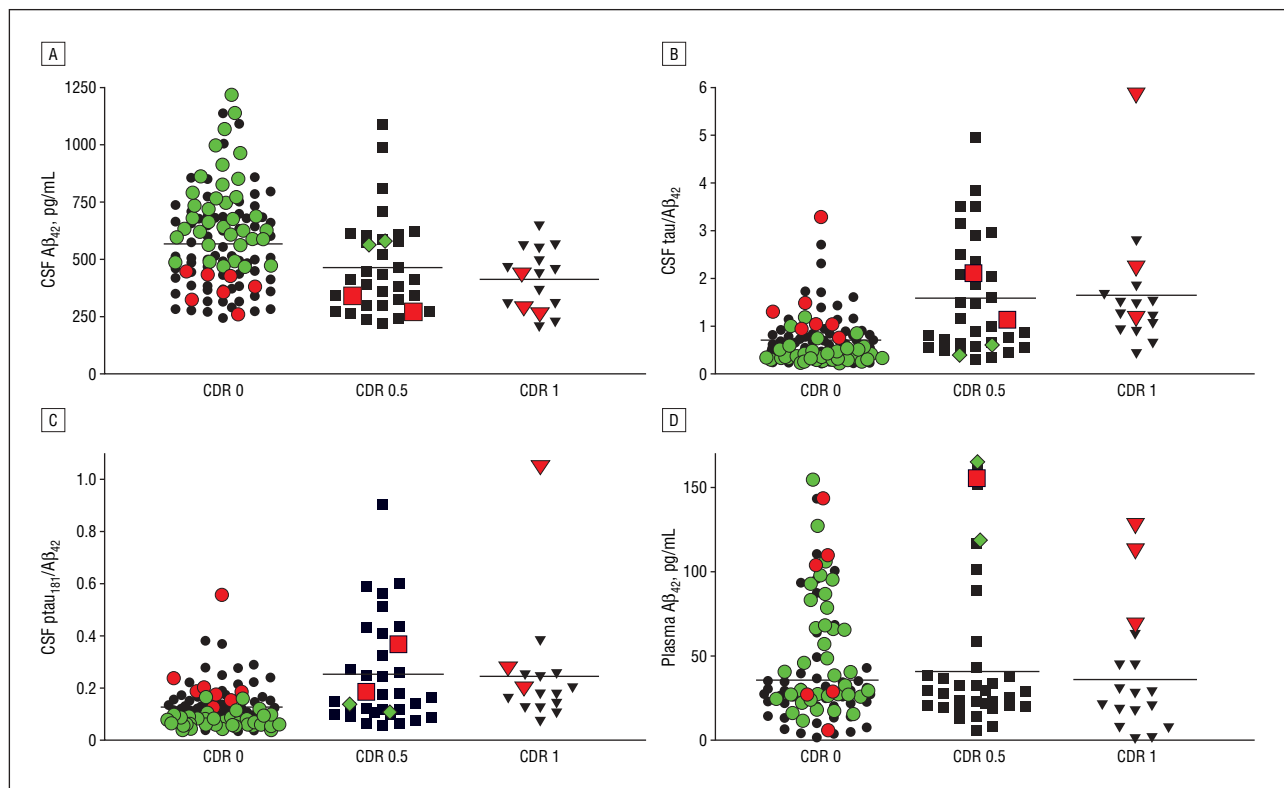 A
CSF Aβ42, pg/mL
1250
1000
750
500
250
0
CDR 0
CDR 0.5
CDR 1
B
CSF tau/Aβ42
6
5
4
3
2
1
0
CDR 0
CDR 0.5
CDR 1
C
CSF ptau181/Aβ42
1.0
0.8
0.6
0.4
0.2
0
CDR 0
CDR 0.5
CDR 1
D
Plasma Aβ42, pg/mL
150
100
50
0
CDR 0
CDR 0.5
CDR 1